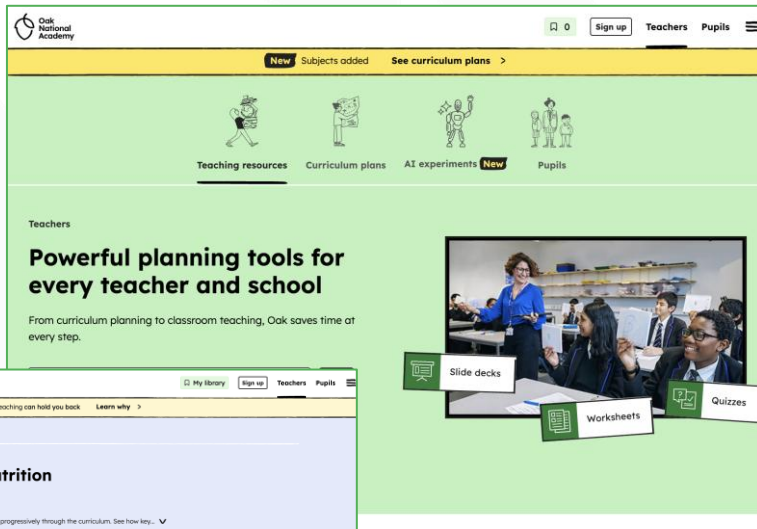 Oak
National
Academy
0
Sign up
Teachers
Pupils
New Subjects added See curriculum plans >
Teaching resources
Curriculum plans
AI experiments New
Pupils
Teachers
Powerful planning tools for
every teacher and school
From curriculum planning to classroom teaching, Oak saves time at
every step.
Slide decks
Worksheets
Quizzes
My library
Sign up
Teachers
Pupils
eaching can hold you back Learn why >
utrition
progressively through the curriculum. See how key...